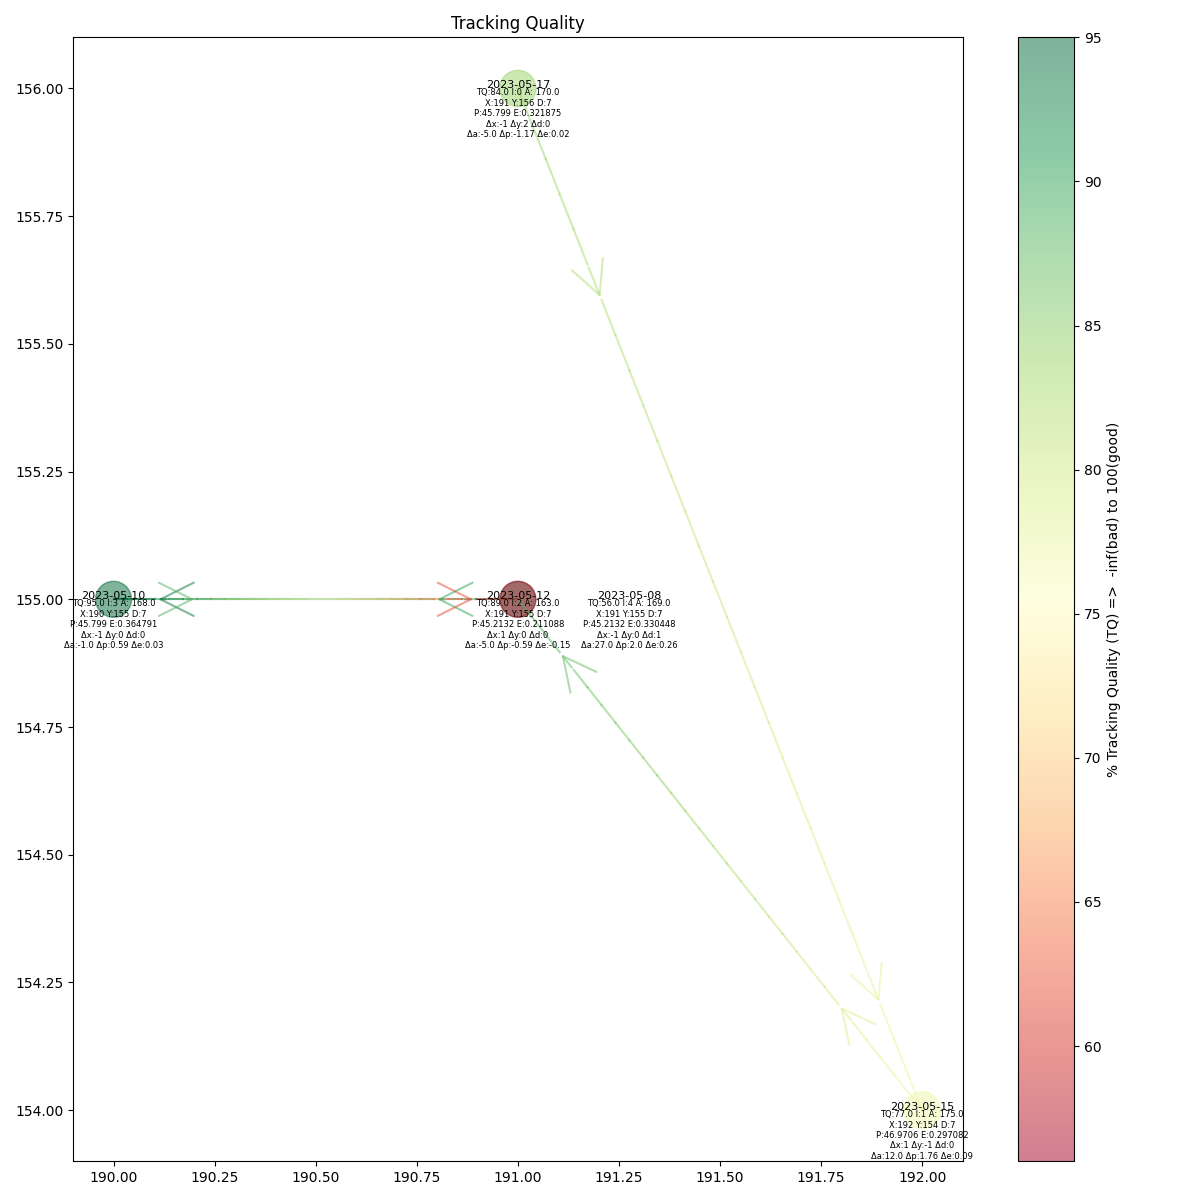 Tracking Quality
156.00
155.75
155.50
155.25
155.00
154.75
154.50
154.25
154.00
2023-05-17
TQ:84.0 I:0 A: 170.0
X:191 Y:156 D:7
P:45.799 E:0.321875
Δx:-1 Δy:2 Δd:0
Δa:-5.0 Δp:-1.17 Δe:0.02
2023-05-10
TQ:95.0 I:3 A: 168.0
X:190 Y:155 D:7
P:45.799 E:0.364791
Δx:-1 Δy:0 Δd:0
Δa:-1.0 Δp:0.59 Δe:0.03
2023-05-12
TQ:89.0 I:2 A: 163.0
X:191 Y:155 D:7
P:45.2132 E:0.211088
Δx:1 Δy:0 Δd:0
Δa:-5.0 Δp:-0.59 Δe:-0.15
2023-05-08
TQ:56.0 I:4 A: 169.0
X:191 Y:155 D:7
P:45.2132 E:0.330448
Δx:-1 Δy:0 Δd:1
Δa:27.0 Δp:2.0 Δe:0.26
2023-05-15
TQ:77.0 I:1 A: 175.0
X:192 Y:154 D:7
P:46.9706 E:0.297082
Δx:1 Δy:-1 Δd:0
Δa:12.0 Δp:1.76 Δe:0.09
190.00 190.25 190.50 190.75 191.00 191.25 191.50 191.75 192.00
95
90
85
80
75
70
65
60
% Tracking Quality (TQ) => -inf(bad) to 100(good)